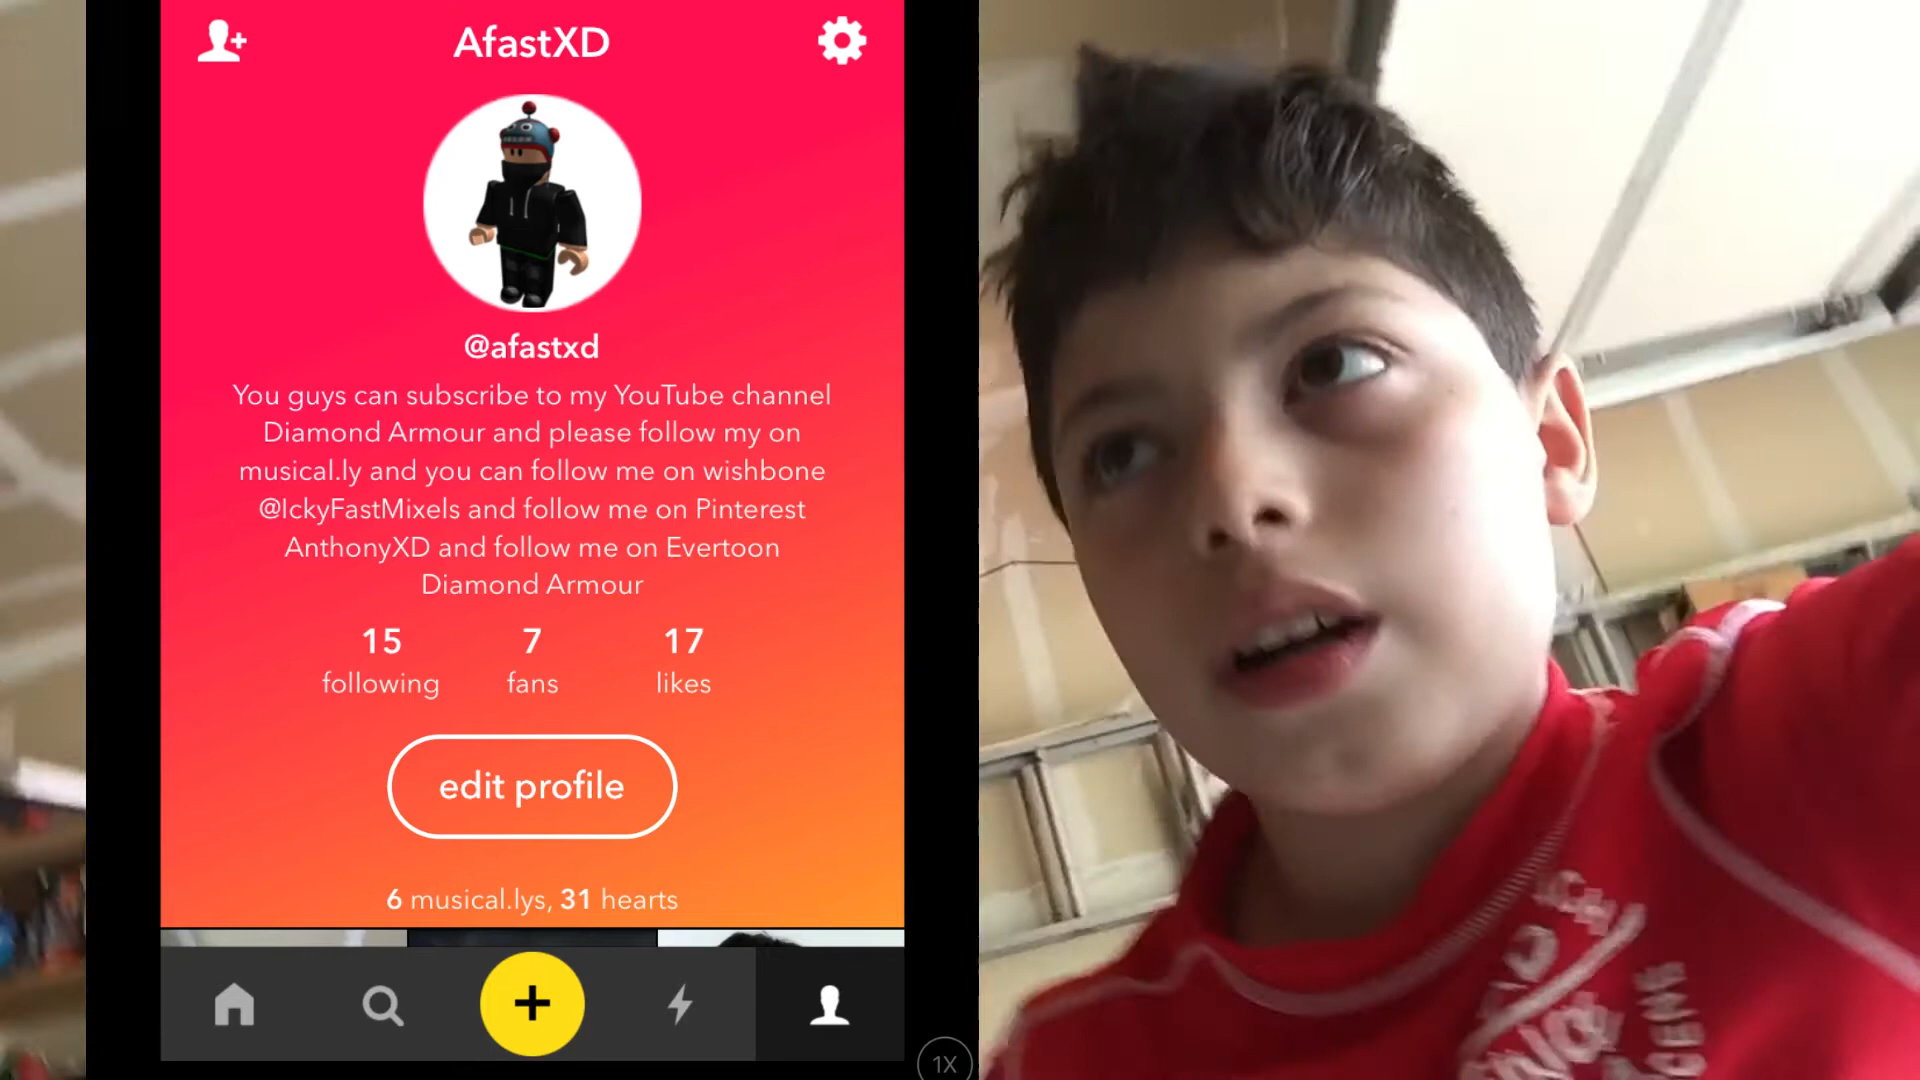 AfastXD
@afastxd
You guys can subscribe to my YouTube channel
Diamond Armour and please follow my on
musical.ly and you can follow me on wishbone
@IckyFastMixels and follow me on Pinterest
AnthonyXD and follow me on Evertoon
Diamond Armour
15 7 17
following fans likes
edit profile
6 musical.lys, 31 hearts
1X